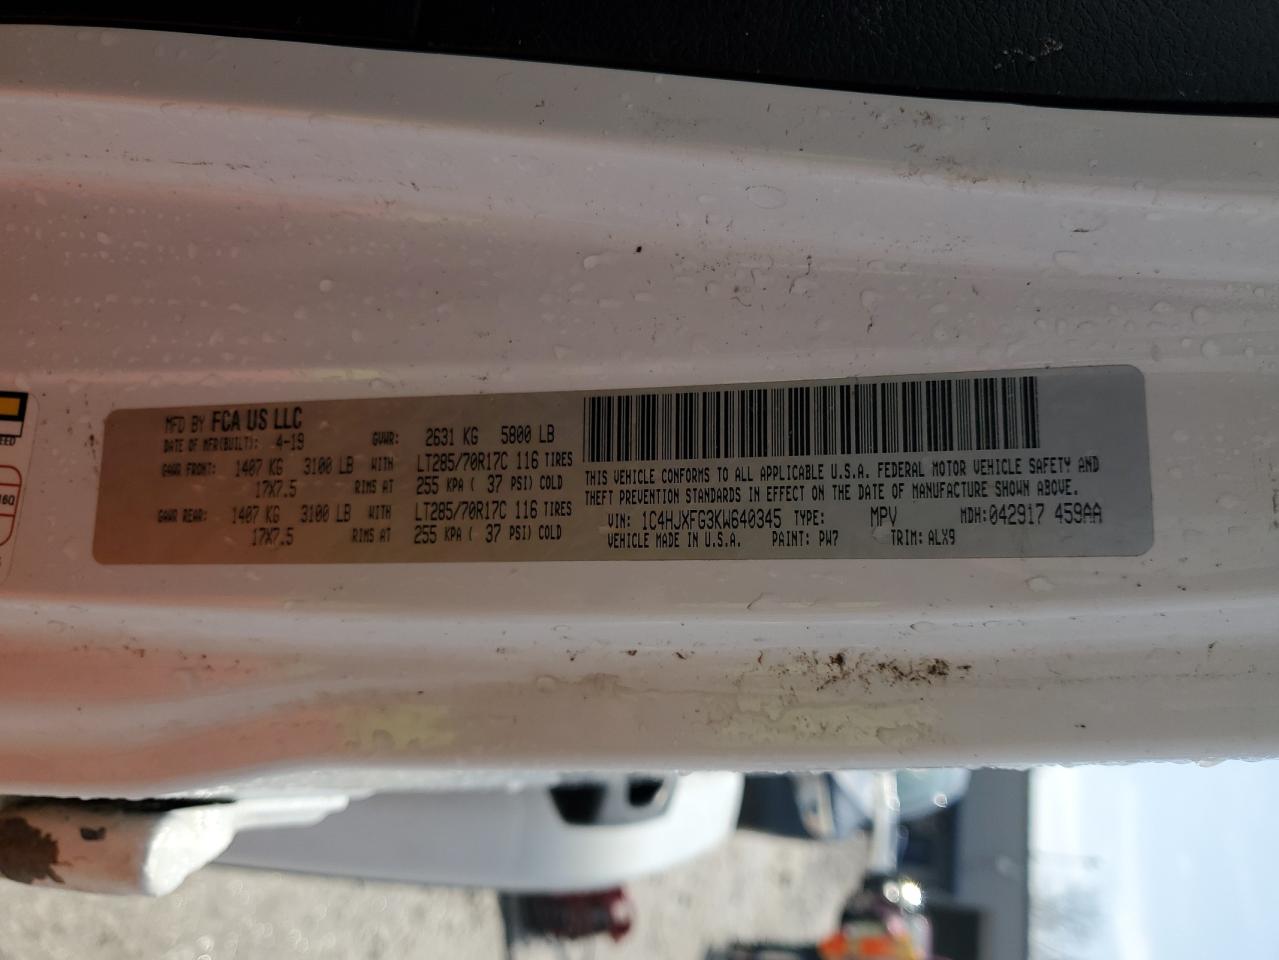 MFD BY FCA US LLC
DATE OF MFR(BUILT): 4-19 GVWR: 2631 KG 5800 LB
GAWR FRONT: 1407 KG 3100 LB WITH LT285/70R17C 116 TIRES
17X7.5 RIMS AT 255 KPA ( 37 PSI) COLD
GAWR REAR: 1407 KG 3100 LB WITH LT285/70R17C 116 TIRES
17X7.5 RIMS AT 255 KPA ( 37 PSI) COLD
THIS VEHICLE CONFORMS TO ALL APPLICABLE U.S.A. FEDERAL MOTOR VEHICLE SAFETY AND
THEFT PREVENTION STANDARDS IN EFFECT ON THE DATE OF MANUFACTURE SHOWN ABOVE.
VIN: 1C4HJXFG3KW640345 TYPE: MPV MDH:042917 459AA
VEHICLE MADE IN U.S.A. PAINT: PW7 TRIM: ALX9